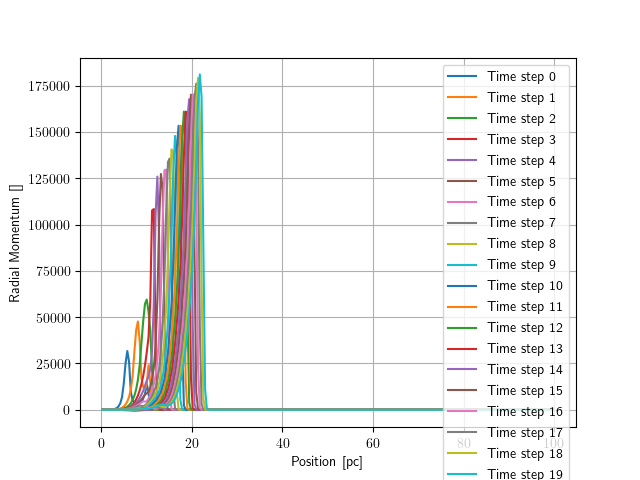 175000
150000
125000
100000
75000
50000
25000
0
Radial Momentum []
0
20
40
60
80
100
Position [pc]
Time step 0
Time step 1
Time step 2
Time step 3
Time step 4
Time step 5
Time step 6
Time step 7
Time step 8
Time step 9
Time step 10
Time step 11
Time step 12
Time step 13
Time step 14
Time step 15
Time step 16
Time step 17
Time step 18
Time step 19